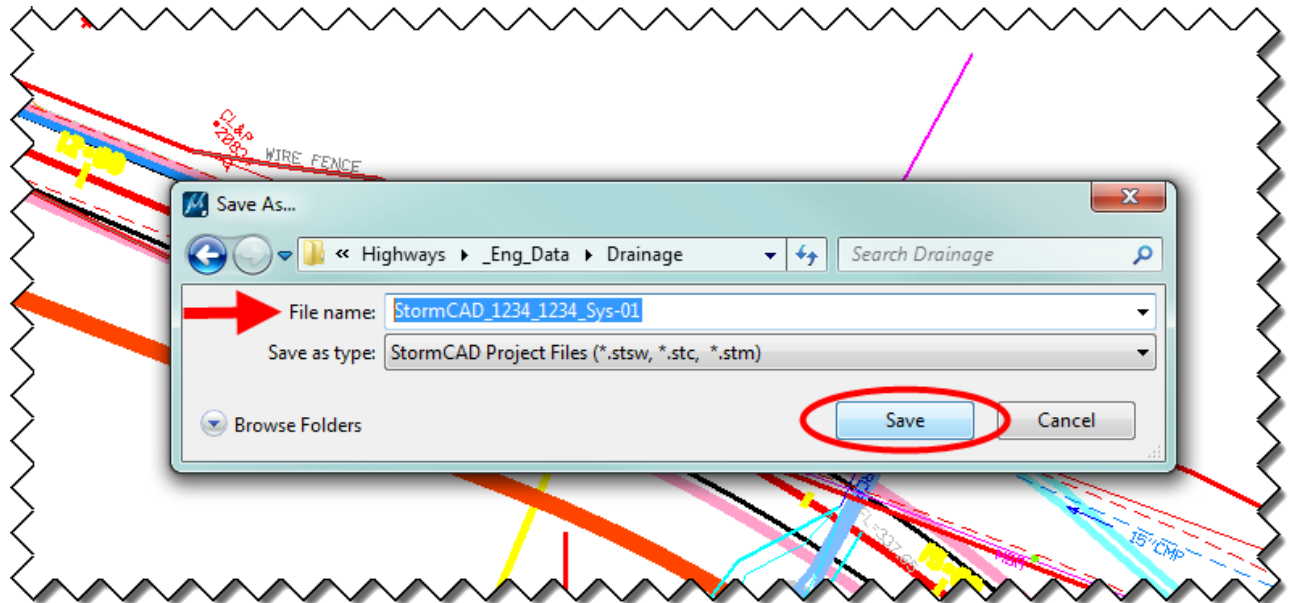 CL&P
WIRE FENCE
Save As...
« Highways ▸ _Eng_Data ▸ Drainage
Search Drainage
File name: StormCAD_1234_1234_Sys-01
Save as type: StormCAD Project Files (*.stsw, *.stc, *.stm)
Browse Folders
Save
Cancel
15"CMP